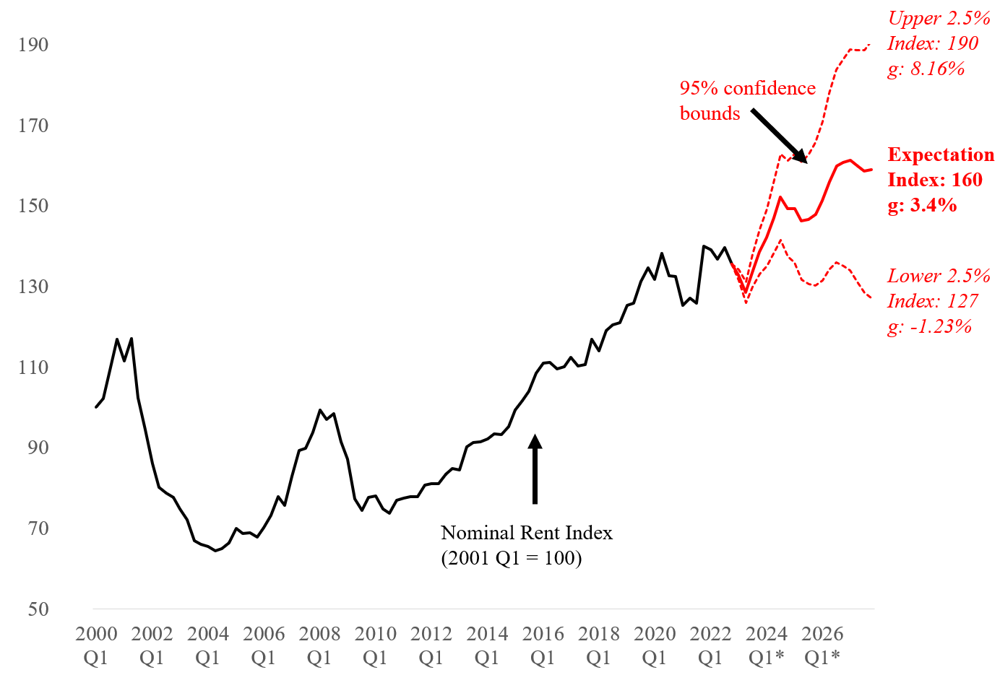 Upper 2.5%
Index: 190
g: 8.16%
190
95% confidence
bounds
170
Expectation
Index: 160
g: 3.4%
150
130
Lower 2.5%
Index: 127
g: -1.23%
110
90
70
Nominal Rent Index
(2001 Q1 = 100)
50
2000 2002 2004 2006 2008 2010 2012 2014 2016 2018 2020 2022 2024 2026
Q1 Q1 Q1 Q1 Q1 Q1 Q1 Q1 Q1 Q1 Q1 Q1 Q1* Q1*